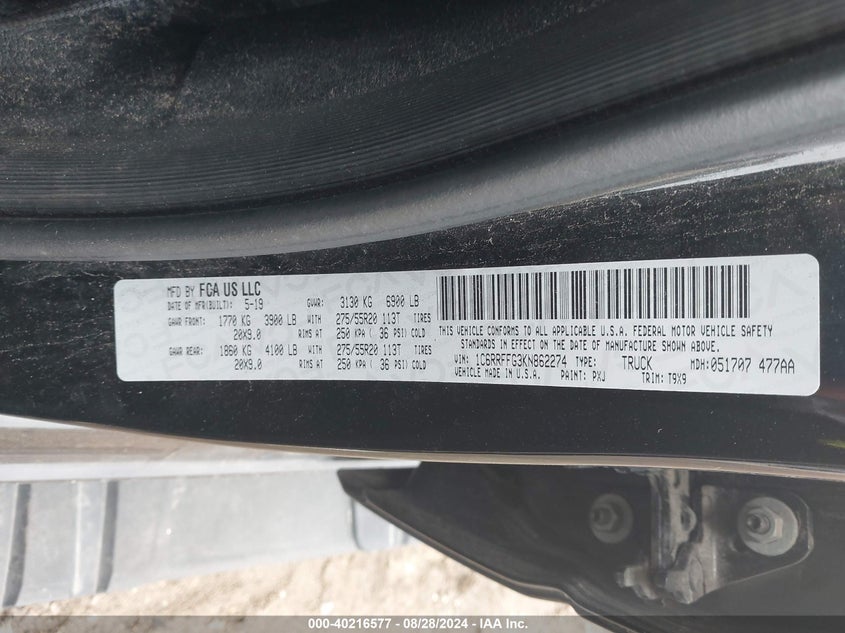 MFD BY FCA US LLC
DATE OF MFR(BUILT): 5-19 GVWR: 3130 KG 6900 LB
GAWR FRONT: 1770 KG 3900 LB WITH 275/55R20 113T TIRES
20X9.0 RIMS AT 250 KPA ( 36 PSI) COLD
GAWR REAR: 1860 KG 4100 LB WITH 275/55R20 113T TIRES
20X9.0 RIMS AT 250 KPA ( 36 PSI) COLD
THIS VEHICLE CONFORMS TO ALL APPLICABLE U.S.A. FEDERAL MOTOR VEHICLE SAFETY
STANDARDS IN EFFECT ON THE DATE OF MANUFACTURE SHOWN ABOVE.
VIN: 1C6RRFFG3KN862274 TYPE: TRUCK MDH: 051707 477AA
VEHICLE MADE IN U.S.A. PAINT: PXJ TRIM: T9X9
000-40216577 - 08/28/2024 - IAA Inc.